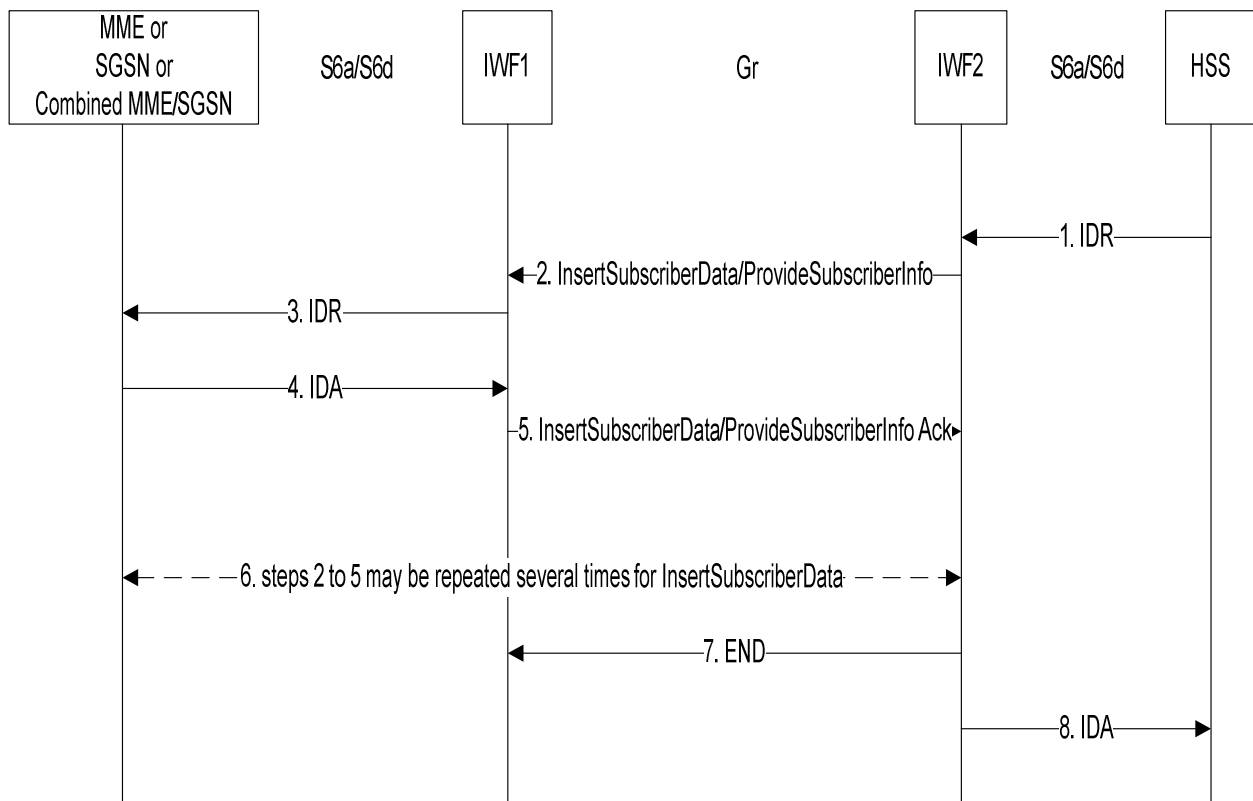 MME or
SGSN or
Combined MME/SGSN
S6a/S6d
IWF1
Gr
IWF2
S6a/S6d
HSS
1. IDR
2. InsertSubscriberData/ProvideSubscriberInfo
3. IDR
4. IDA
5. InsertSubscriberData/ProvideSubscriberInfo Ack
6. steps 2 to 5 may be repeated several times for InsertSubscriberData
7. END
8. IDA